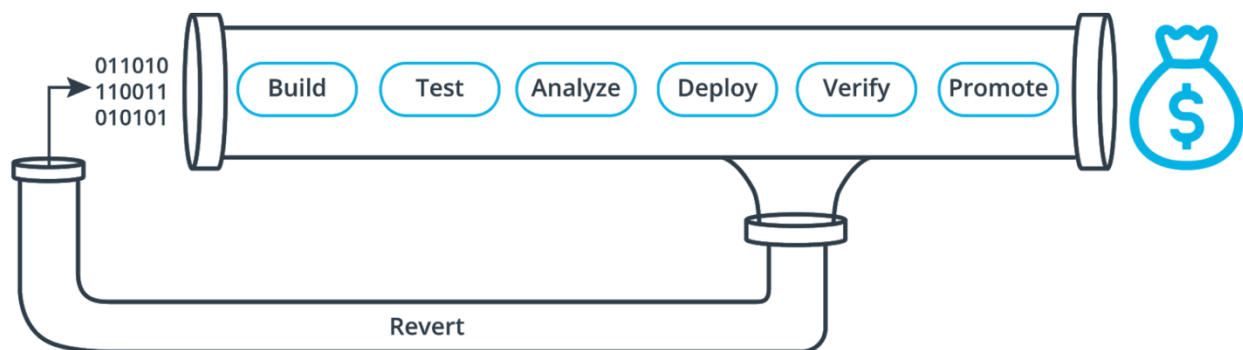 011010
110011
010101
Build
Test
Analyze
Deploy
Verify
Promote
$
Revert